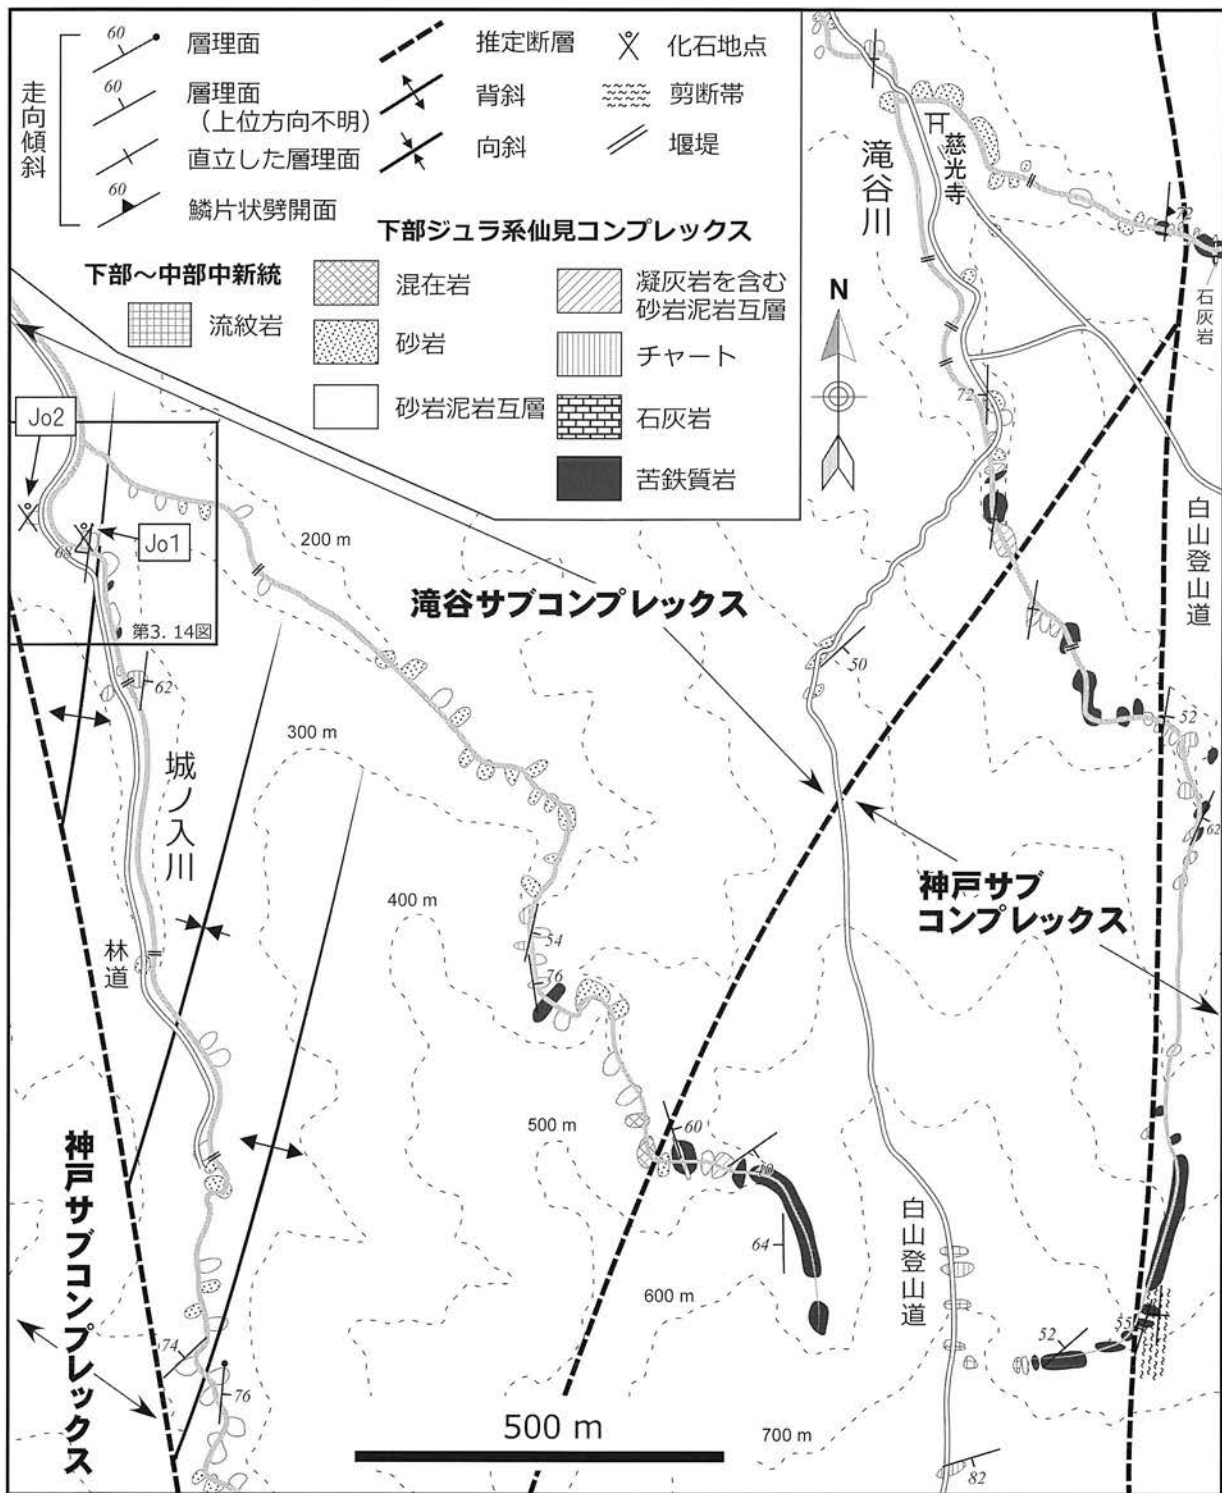 走向傾斜
60
層理面
60
層理面
(上位方向不明)
直立した層理面
60
鱗片状劈開面
推定断層
背斜
向斜
化石地点
剪断帯
堰堤
下部ジュラ系仙見コンプレックス
下部～中部中新統
流紋岩
混在岩
砂岩
砂岩泥岩互層
凝灰岩を含む
砂岩泥岩互層
チャート
石灰岩
苦鉄質岩
N
滝谷川
慈光寺
72
石灰岩
72
白山登山道
Jo2
Jo1
68
第3.14図
62
200 m
滝谷サブコンプレックス
50
52
62
300 m
城ノ入川
林道
400 m
54
76
神戸サブ
コンプレックス
500 m
60
64
600 m
白山登山道
神戸サブコンプレックス
74
76
52
55
500 m
700 m
82